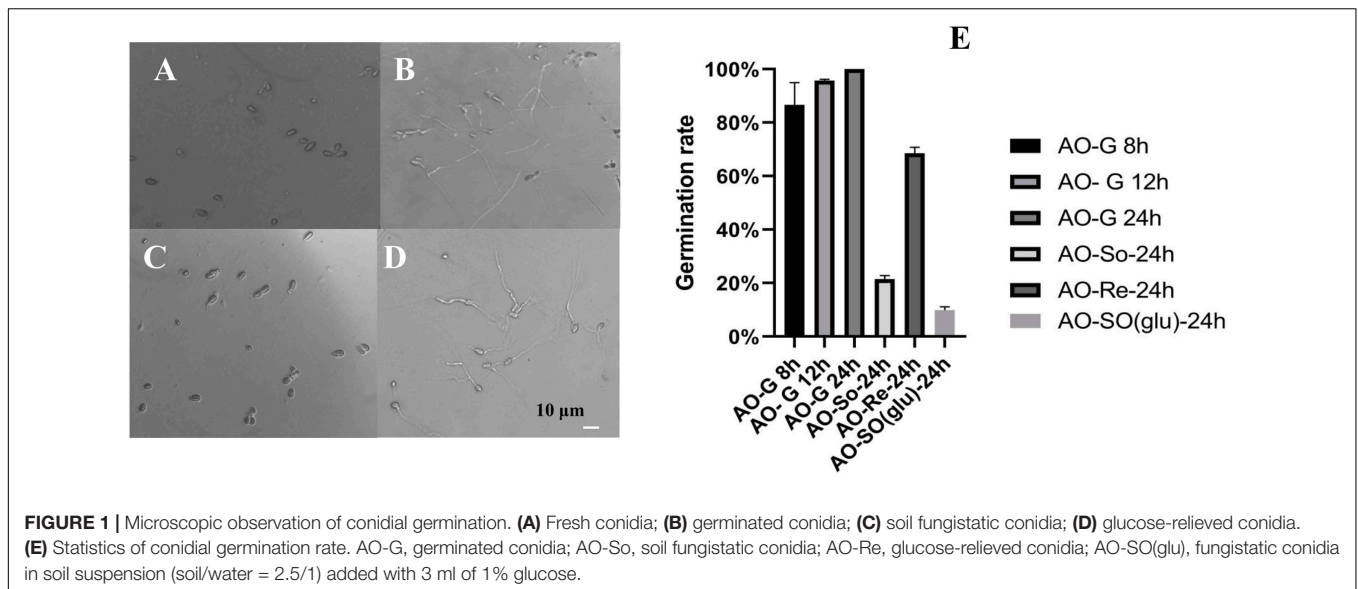 A
B
C
D
10 µm
E
Germination rate
100%
80%
60%
40%
20%
0%
AO-G 8h
AO- G 12h
AO-G 24h
AO-So-24h
AO-Re-24h
AO-SO(glu)-24h
AO-G 8h
AO- G 12h
AO-G 24h
AO-So-24h
AO-Re-24h
AO-SO(glu)-24h
FIGURE 1 | Microscopic observation of conidial germination. (A) Fresh conidia; (B) germinated conidia; (C) soil fungistatic conidia; (D) glucose-relieved conidia.
(E) Statistics of conidial germination rate. AO-G, germinated conidia; AO-So, soil fungistatic conidia; AO-Re, glucose-relieved conidia; AO-SO(glu), fungistatic conidia
in soil suspension (soil/water = 2.5/1) added with 3 ml of 1% glucose.